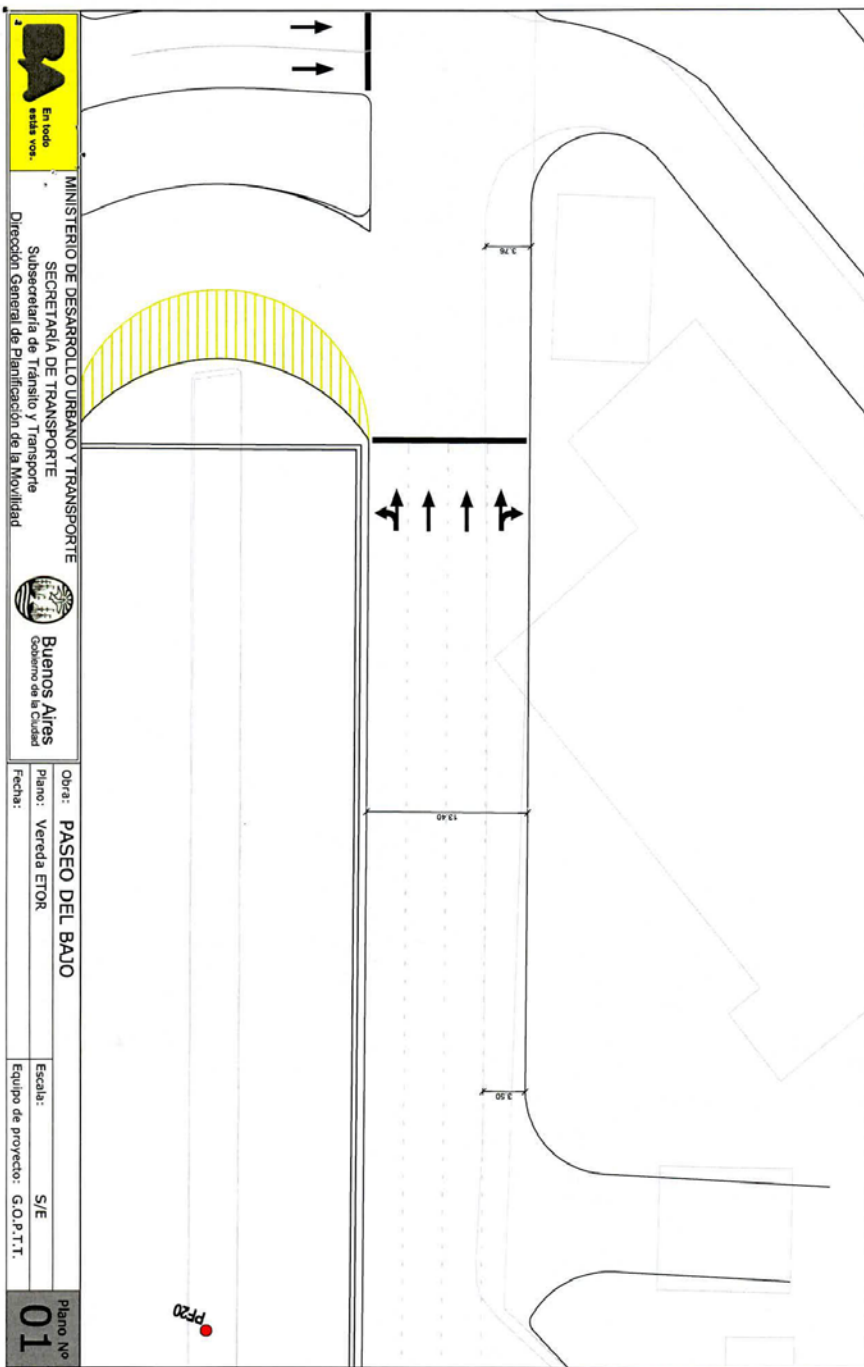 BA
En todo
estás vos.
MINISTERIO DE DESARROLLO URBANO Y TRANSPORTE
SECRETARÍA DE TRANSPORTE
Subsecretaría de Tránsito y Transporte
Dirección General de Planificación de la Movilidad
Buenos Aires
Gobierno de la Ciudad
Obra: PASEO DEL BAJO
Plano: Vereda ETOR
Escala: S/E
Fecha:
Equipo de proyecto: G.O.P.T.T.
Plano Nº
01
3.76
13.40
3.50
PF20